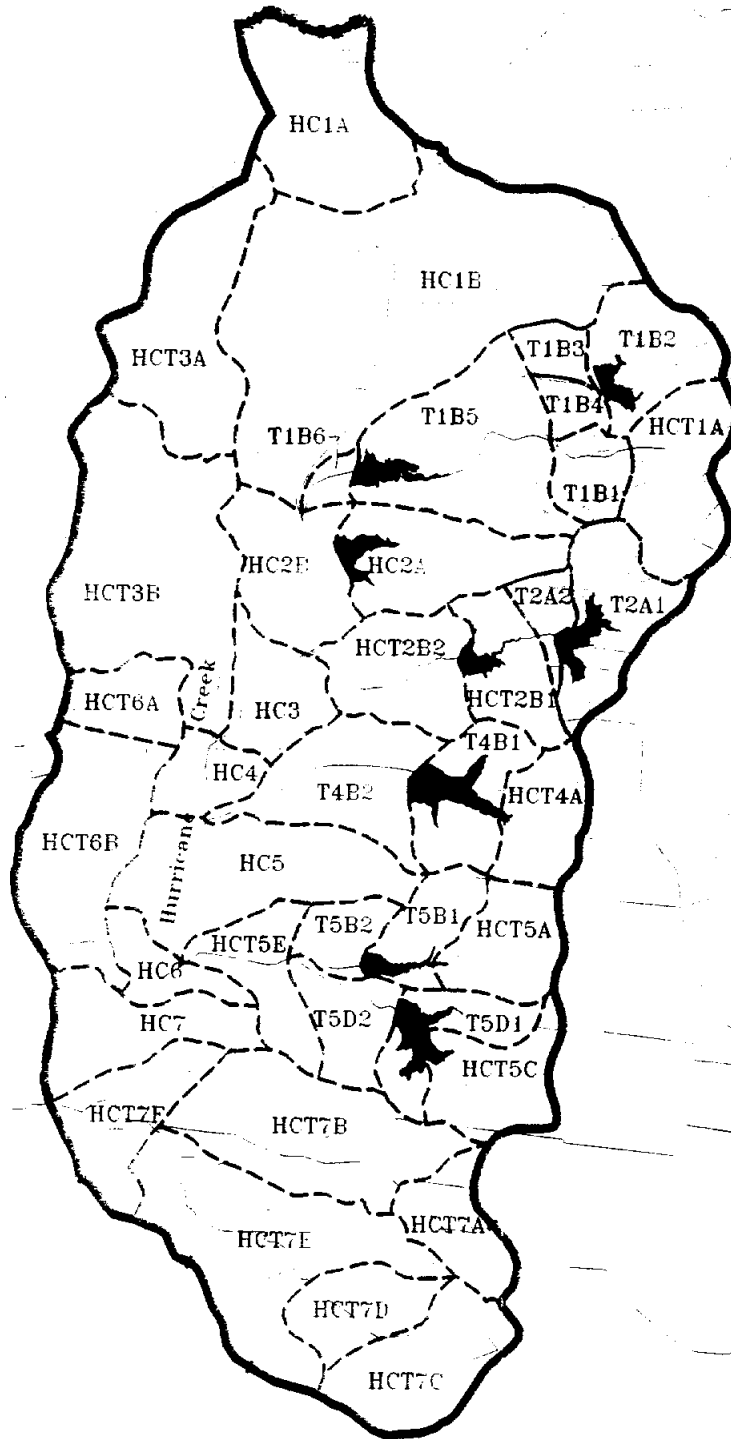 HC1A
HC1B
T1B3
T1B2
HCT3A
T1B4
T1B5
HCT1A
T1B6
T1B1
HC2B
HC2A
HCT3B
T2A2
T2A1
HCT2B2
HCT6A
Creek
HC3
HCT2B1
T4B1
HC4
T4B2
HCT4A
HCT6B
Hurricane
HC5
T5B2
T5B1
HCT5E
HCT5A
HC6
HC7
T5D2
T5D1
HCT5C
HCT7F
HCT7B
HCT7A
HCT7E
HCT7D
HCT7C